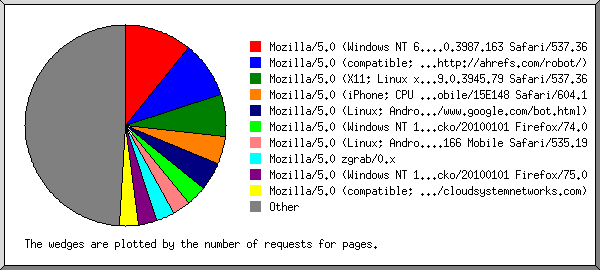 Mozilla/5.0 (Windows NT 6....0.3987.163 Safari/537.36
Mozilla/5.0 (compatible; ...http://ahrefs.com/robot/)
Mozilla/5.0 (X11; Linux x...9.0.3945.79 Safari/537.36
Mozilla/5.0 (iPhone; CPU ...obile/15E148 Safari/604.1
Mozilla/5.0 (Linux; Andro.../www.google.com/bot.html)
Mozilla/5.0 (Windows NT 1...cko/20100101 Firefox/74.0
Mozilla/5.0 (Linux; Andro....166 Mobile Safari/535.19
Mozilla/5.0 zgrab/0.x
Mozilla/5.0 (Windows NT 1...cko/20100101 Firefox/75.0
Mozilla/5.0 (compatible; .../cloudsystemnetworks.com)
Other
The wedges are plotted by the number of requests for pages.